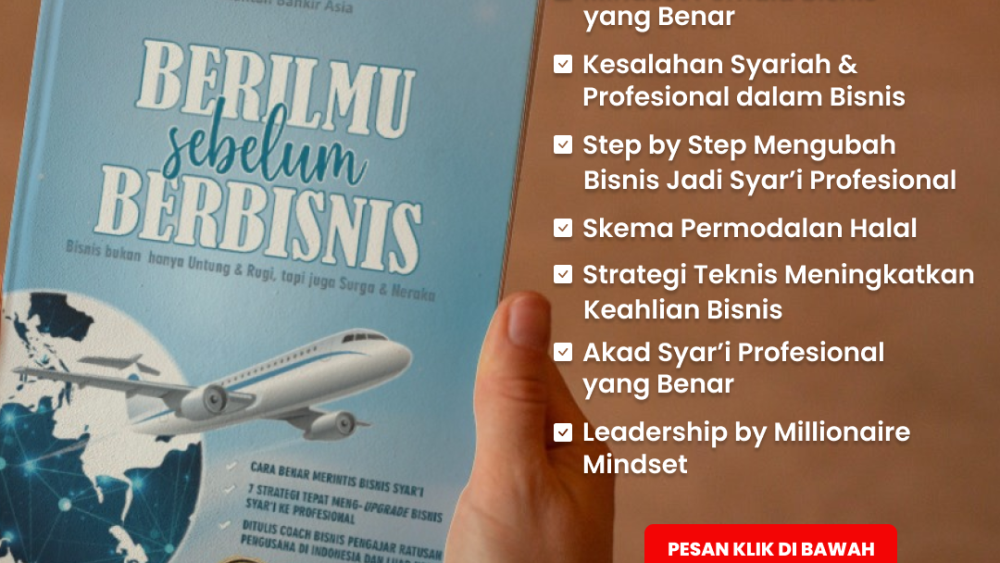 Bankir Asia
BERILMU
sebelum
BERBISNIS
Bisnis bukan hanya Untung & Rugi, tapi juga Surga & Neraka
CARA BENAR MERINTIS BISNIS SYAR'I
7 STRATEGI TEPAT MENG-UPGRADE BISNIS
SYAR'I KE PROFESIONAL
DITULIS COACH BISNIS PENGAJAR RATUSAN
PENGUSAHA DI INDONESIA DAN LUAR
yang Benar
Kesalahan Syariah &
Profesional dalam Bisnis
Step by Step Mengubah
Bisnis Jadi Syar’i Profesional
Skema Permodalan Halal
Strategi Teknis Meningkatkan
Keahlian Bisnis
Akad Syar’i Profesional
yang Benar
Leadership by Millionaire
Mindset
PESAN KLIK DI BAWAH